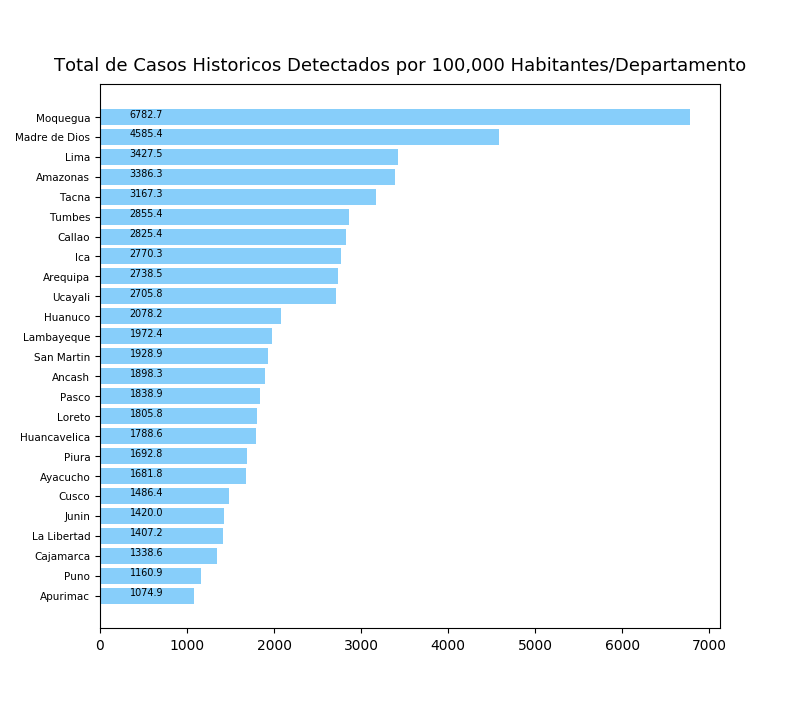 Total de Casos Historicos Detectados por 100,000 Habitantes/Departamento
Moquegua 6782.7
Madre de Dios 4585.4
Lima 3427.5
Amazonas 3386.3
Tacna 3167.3
Tumbes 2855.4
Callao 2825.4
Ica 2770.3
Arequipa 2738.5
Ucayali 2705.8
Huanuco 2078.2
Lambayeque 1972.4
San Martin 1928.9
Ancash 1898.3
Pasco 1838.9
Loreto 1805.8
Huancavelica 1788.6
Piura 1692.8
Ayacucho 1681.8
Cusco 1486.4
Junin 1420.0
La Libertad 1407.2
Cajamarca 1338.6
Puno 1160.9
Apurimac 1074.9
0 1000 2000 3000 4000 5000 6000 7000